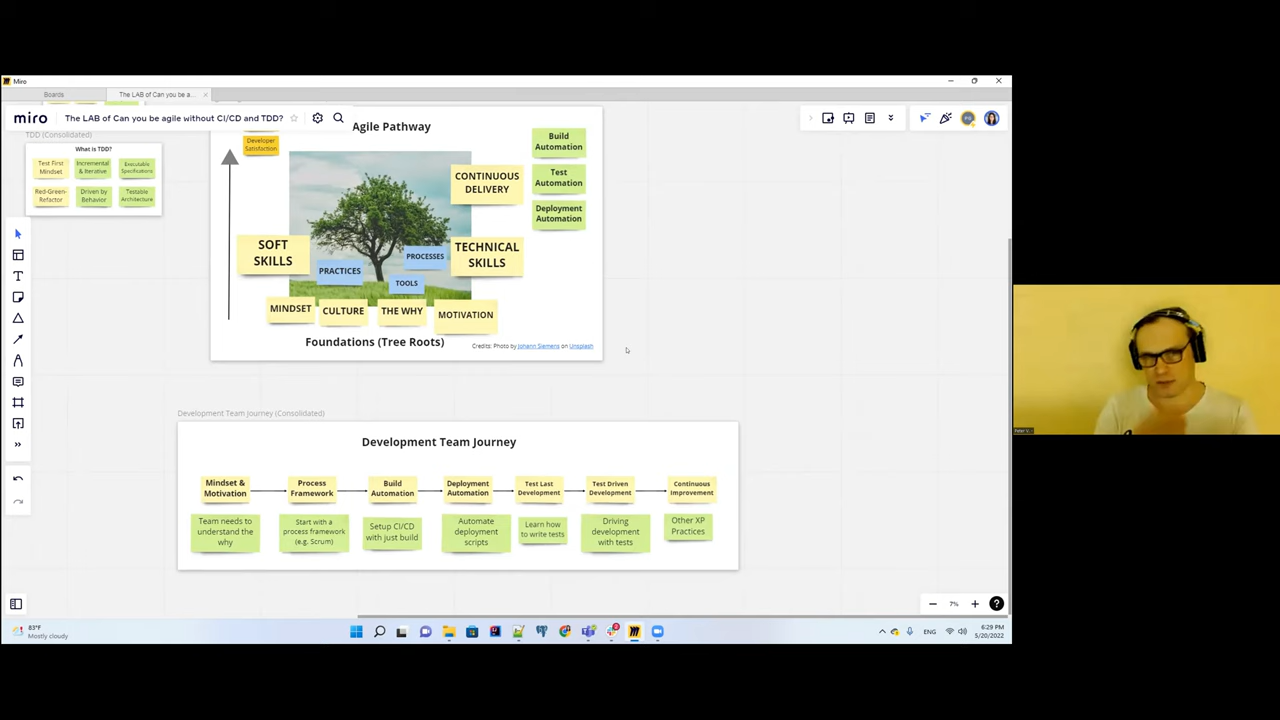 Miro
Boards
The LAB of Can you be a...
miro
The LAB of Can you be agile without CI/CD and TDD?
TDD (Consolidated)
What is TDD?
Test First
Mindset
Incremental
& Iterative
Executable
Specifications
Red-Green-
Refactor
Driven by
Behavior
Testable
Architecture
Agile Pathway
Developer
Satisfaction
Build
Automation
CONTINUOUS
DELIVERY
Test
Automation
Deployment
Automation
SOFT
SKILLS
PRACTICES
PROCESSES
TOOLS
TECHNICAL
SKILLS
MINDSET
CULTURE
THE WHY
MOTIVATION
Foundations (Tree Roots)
Credits: Photo by Johann Siemens on Unsplash
Development Team Journey (Consolidated)
Development Team Journey
Mindset &
Motivation
Process
Framework
Build
Automation
Deployment
Automation
Test Last
Development
Test Driven
Development
Continuous
Improvement
Team needs to
understand the
why
Start with a
process framework
(e.g. Scrum)
Setup CI/CD
with just build
Automate
deployment
scripts
Learn how
to write tests
Driving
development
with tests
Other XP
Practices
7%
83°F
Mostly cloudy
ENG
6:29 PM
5/20/2022
Peter V.